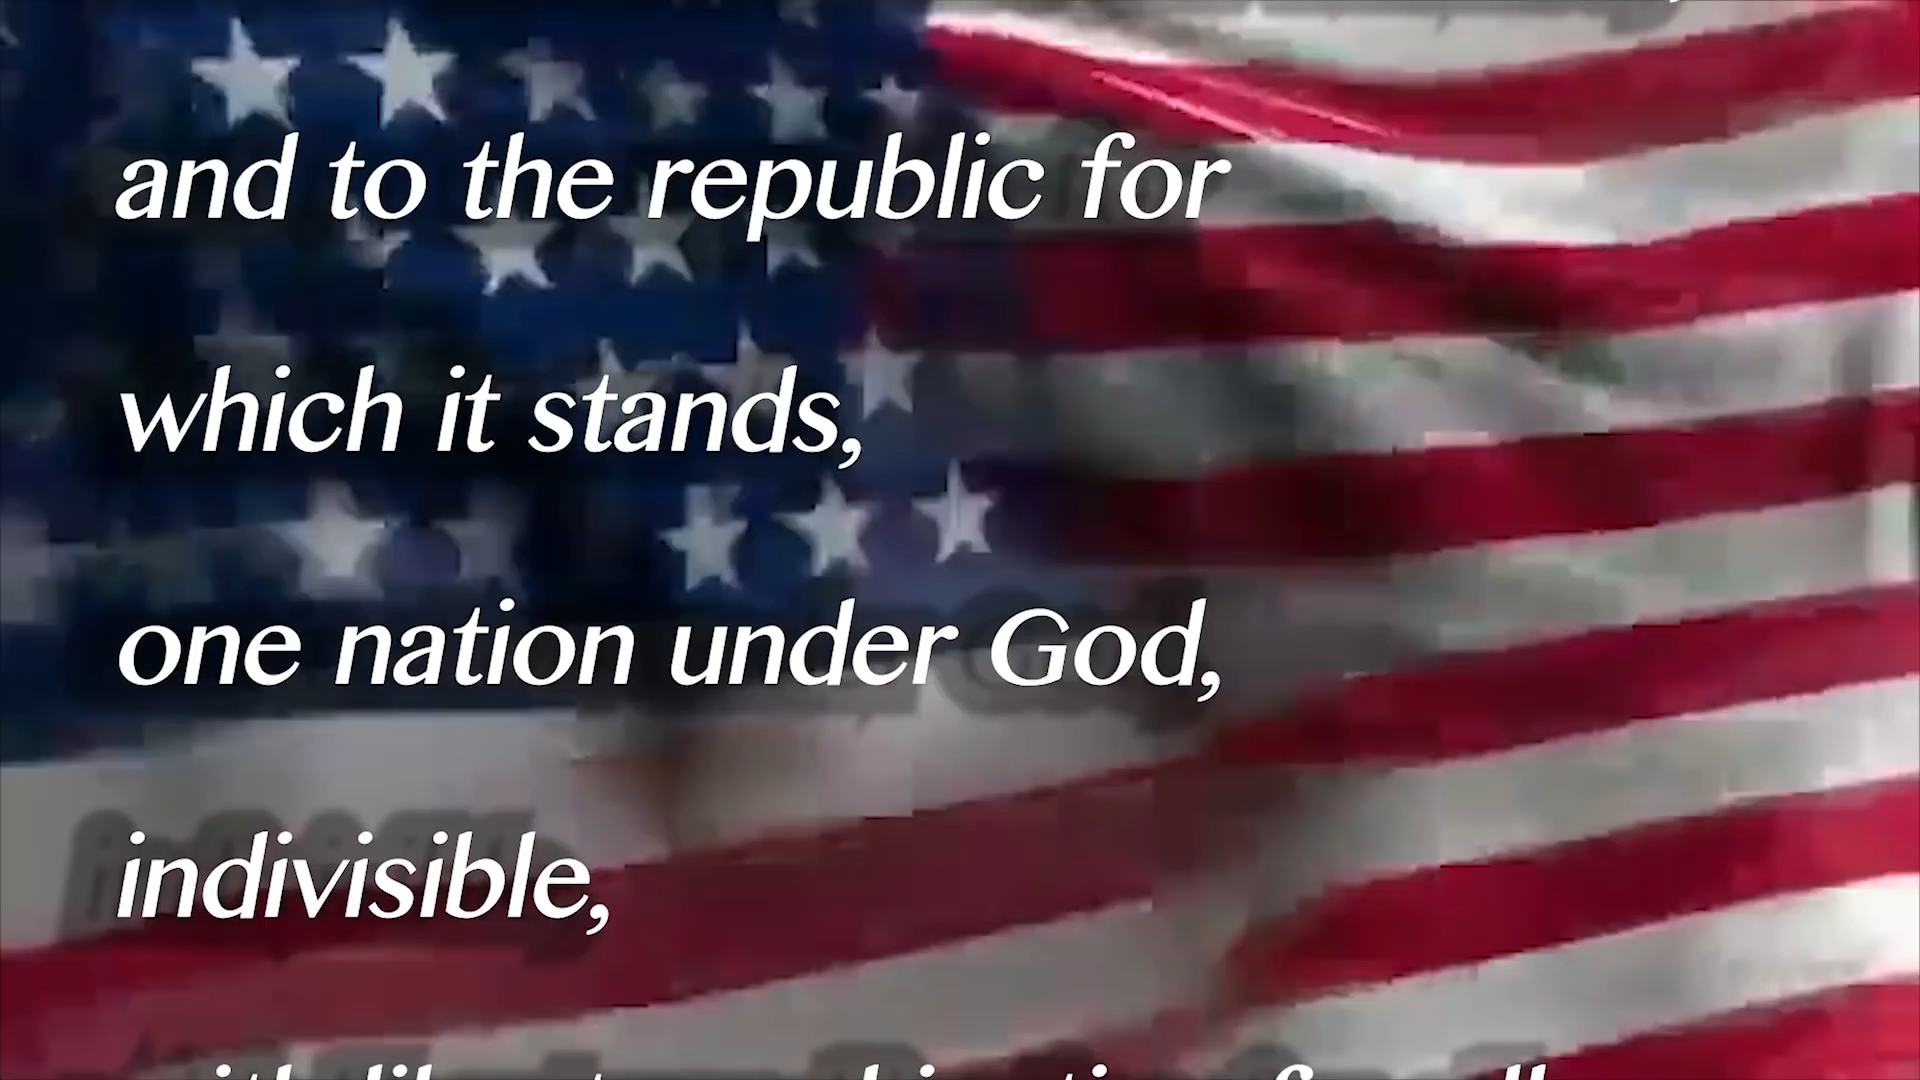 and to the republic for
which it stands,
one nation under God,
indivisible,